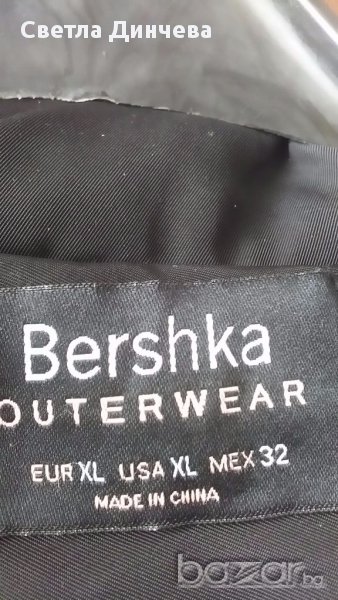 Светла Динчева
Bershka
OUTERWEAR
EUR XL USA XL MEX 32
MADE IN CHINA
bazar.bg